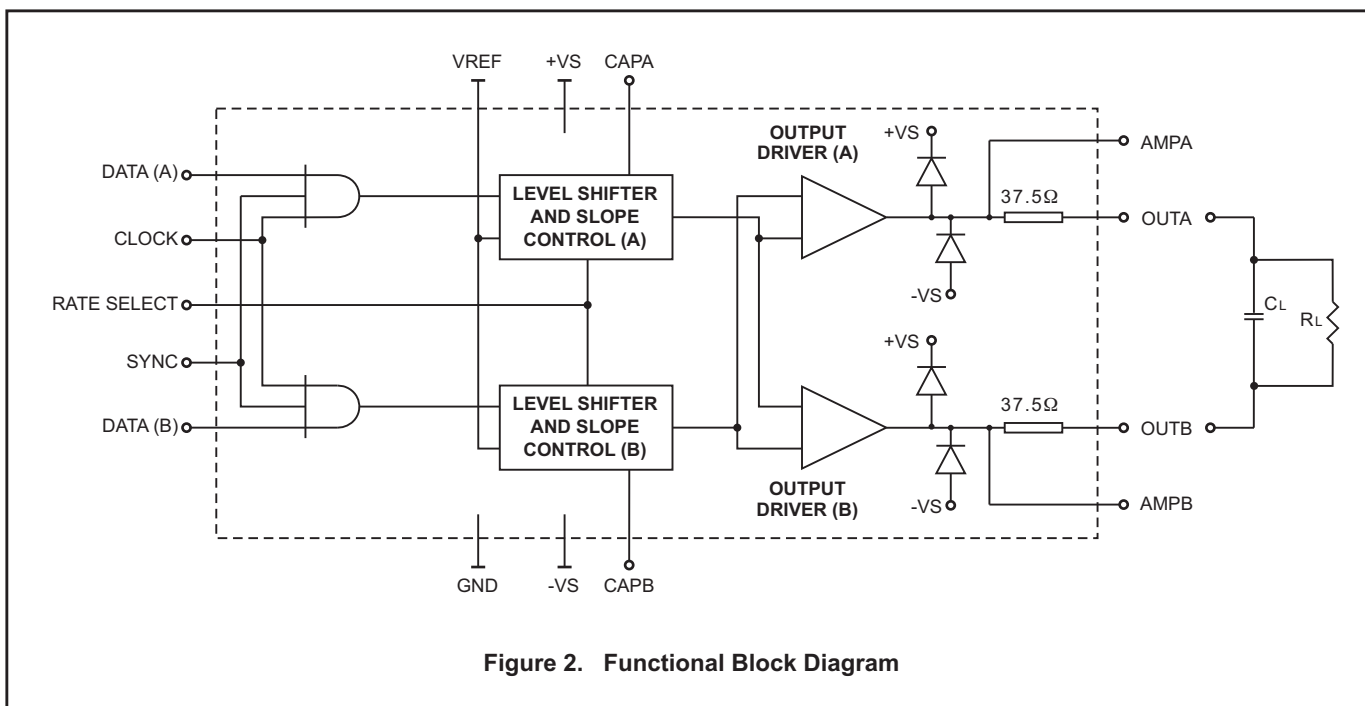 VREF
+VS
CAPA
OUTPUT
DRIVER (A)
+VS
AMPA
DATA (A)
LEVEL SHIFTER
AND SLOPE
CONTROL (A)
37.5Ω
OUTA
CLOCK
-VS
RATE SELECT
CL
RL
SYNC
+VS
LEVEL SHIFTER
AND SLOPE
CONTROL (B)
37.5Ω
DATA (B)
OUTB
OUTPUT
DRIVER (B)
-VS
AMPB
GND
-VS
CAPB
Figure 2. Functional Block Diagram